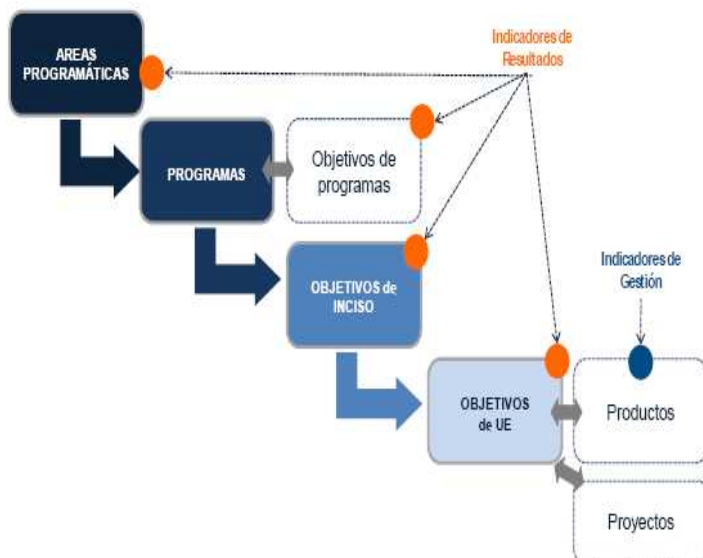 AREAS
PROGRAMÁTICAS
Indicadores de
Resultados
PROGRAMAS
Objetivos de
programas
OBJETIVOS de
INCISO
Indicadores de
Gestión
OBJETIVOS
de UE
Productos
Proyectos